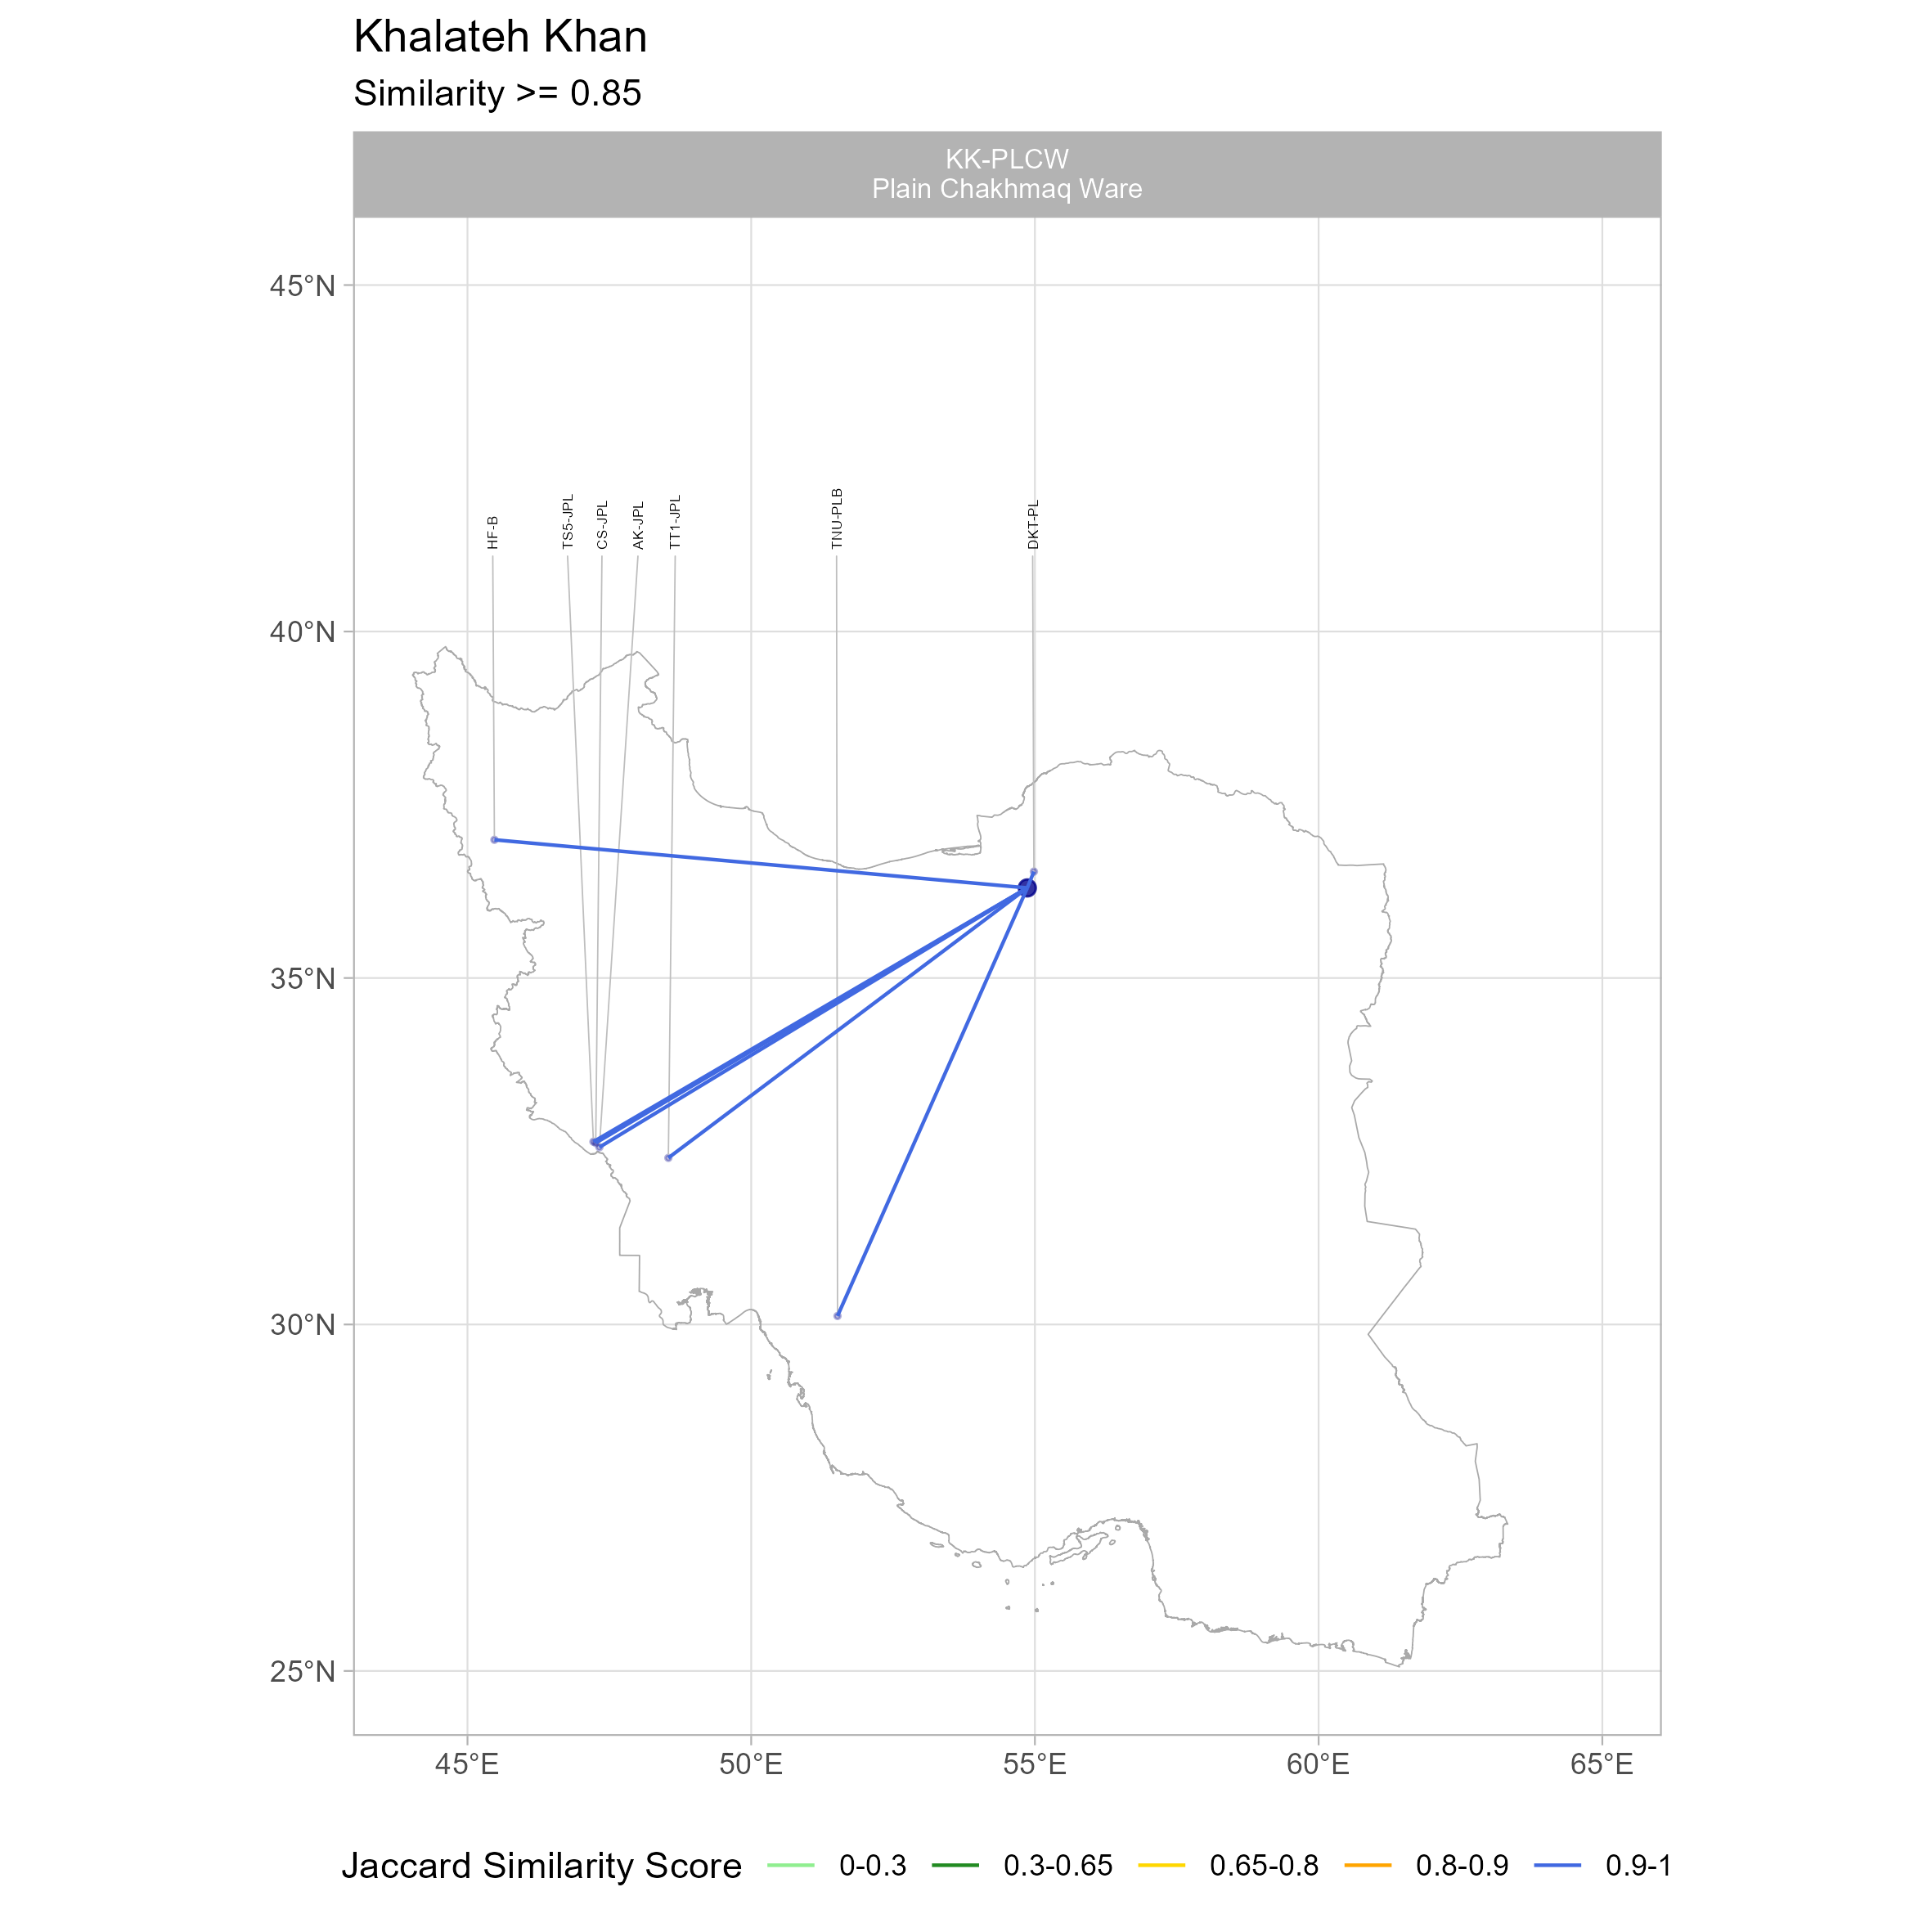 Khalateh Khan
Similarity >= 0.85
KK-PLCW
Plain Chakhmaq Ware
45°N
40°N
35°N
30°N
25°N
HF-B
TS5-JPL
CS-JPL
AK-JPL
TT1-JPL
TNU-PLB
DKT-PL
45°E 50°E 55°E 60°E 65°E
Jaccard Similarity Score 0-0.3 0.3-0.65 0.65-0.8 0.8-0.9 0.9-1